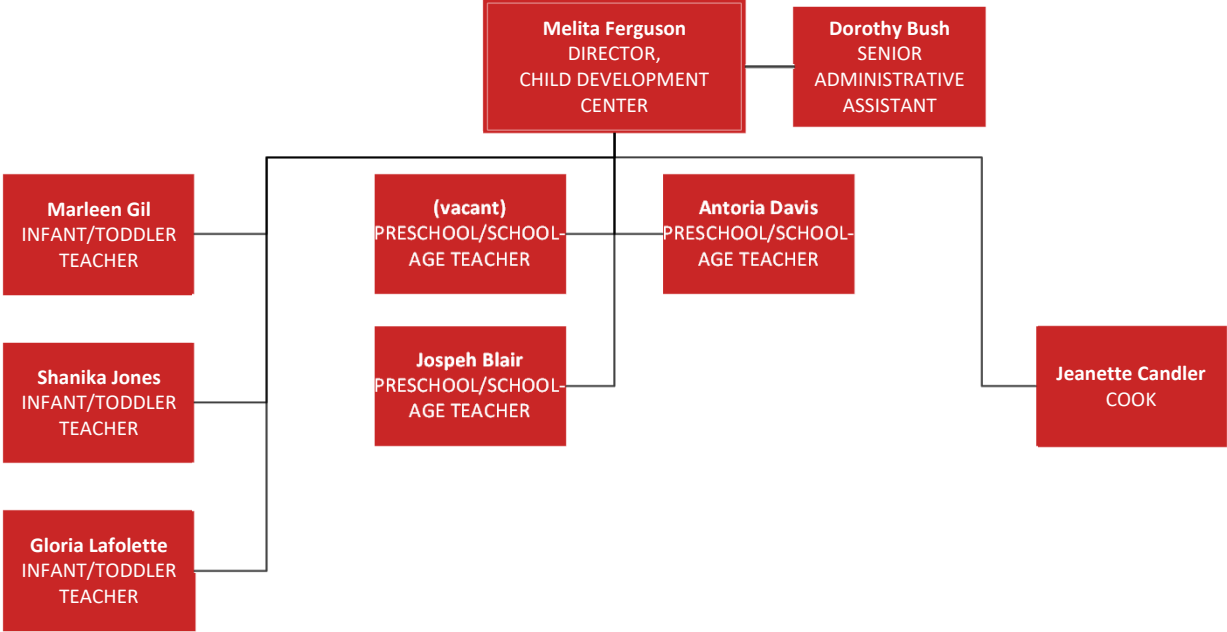 Melita Ferguson
DIRECTOR,
CHILD DEVELOPMENT
CENTER
Dorothy Bush
SENIOR
ADMINISTRATIVE
ASSISTANT
Marleen Gil
INFANT/TODDLER
TEACHER
(vacant)
PRESCHOOL/SCHOOL-
AGE TEACHER
Antoria Davis
PRESCHOOL/SCHOOL-
AGE TEACHER
Shanika Jones
INFANT/TODDLER
TEACHER
Jospeh Blair
PRESCHOOL/SCHOOL-
AGE TEACHER
Jeanette Candler
COOK
Gloria Lafolette
INFANT/TODDLER
TEACHER